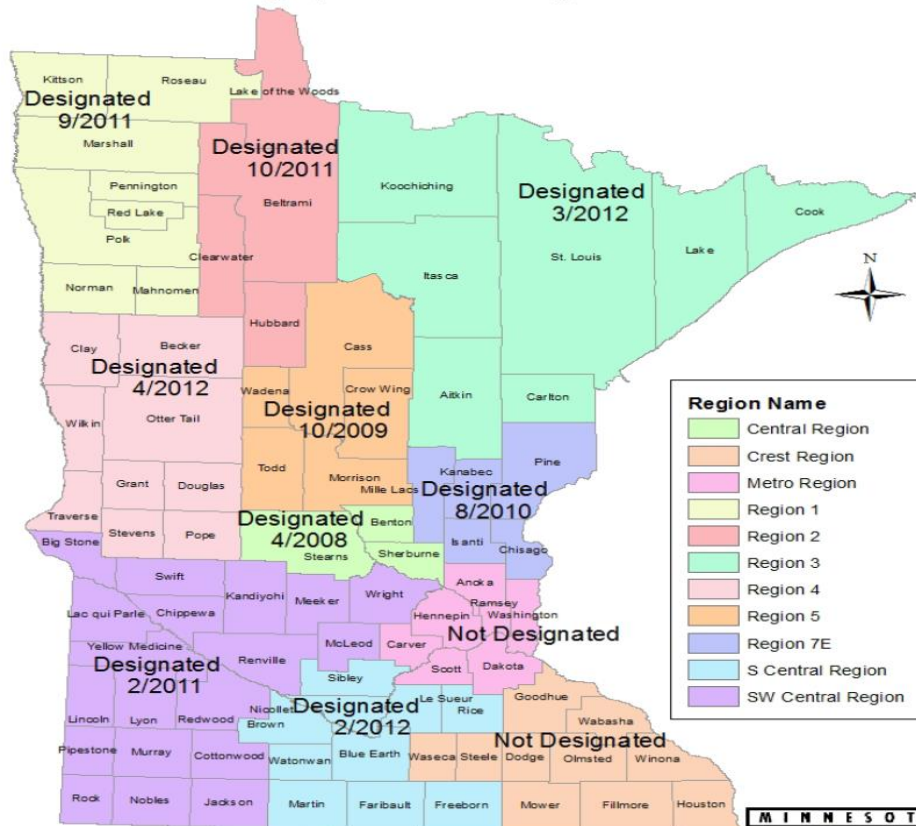 Kittson
Roseau
Lake of the Woods
Designated
9/2011
Marshall
Designated
10/2011
Pennington
Red Lake
Polk
Beltrami
Clearwater
Norman
Mahnomen
Hubbard
Koochiching
Designated
3/2012
Cook
Lake
St. Louis
Itasca
N
Clay
Becker
Designated
4/2012
Wilkin
Otter Tail
Cass
Wadena
Crow Wing
Designated
10/2009
Aitkin
Carlton
Todd
Morrison
Mille Lacs
Kanabec
Pine
Designated
8/2010
Grant
Douglas
Traverse
Stevens
Pope
Big Stone
Designated
4/2008
Stearns
Benton
Sherburne
Isanti
Chisago
Swift
Kandiyohi
Meeker
Wright
Anoka
Ramsey
Hennepin
Washington
Lac qui Parle
Chippewa
Yellow Medicine
McLeod
Carver
Not Designated
Designated
2/2011
Renville
Scott
Dakota
Sibley
Lincoln
Lyon
Redwood
Nicollet
Brown
Le Sueur
Rice
Designated
2/2012
Goodhue
Wabasha
Not Designated
Pipestone
Murray
Cottonwood
Watonwan
Blue Earth
Waseca
Steele
Dodge
Olmsted
Winona
Rock
Nobles
Jackson
Martin
Faribault
Freeborn
Mower
Fillmore
Houston
Region Name
Central Region
Crest Region
Metro Region
Region 1
Region 2
Region 3
Region 4
Region 5
Region 7E
S Central Region
SW Central Region
MINNESOT